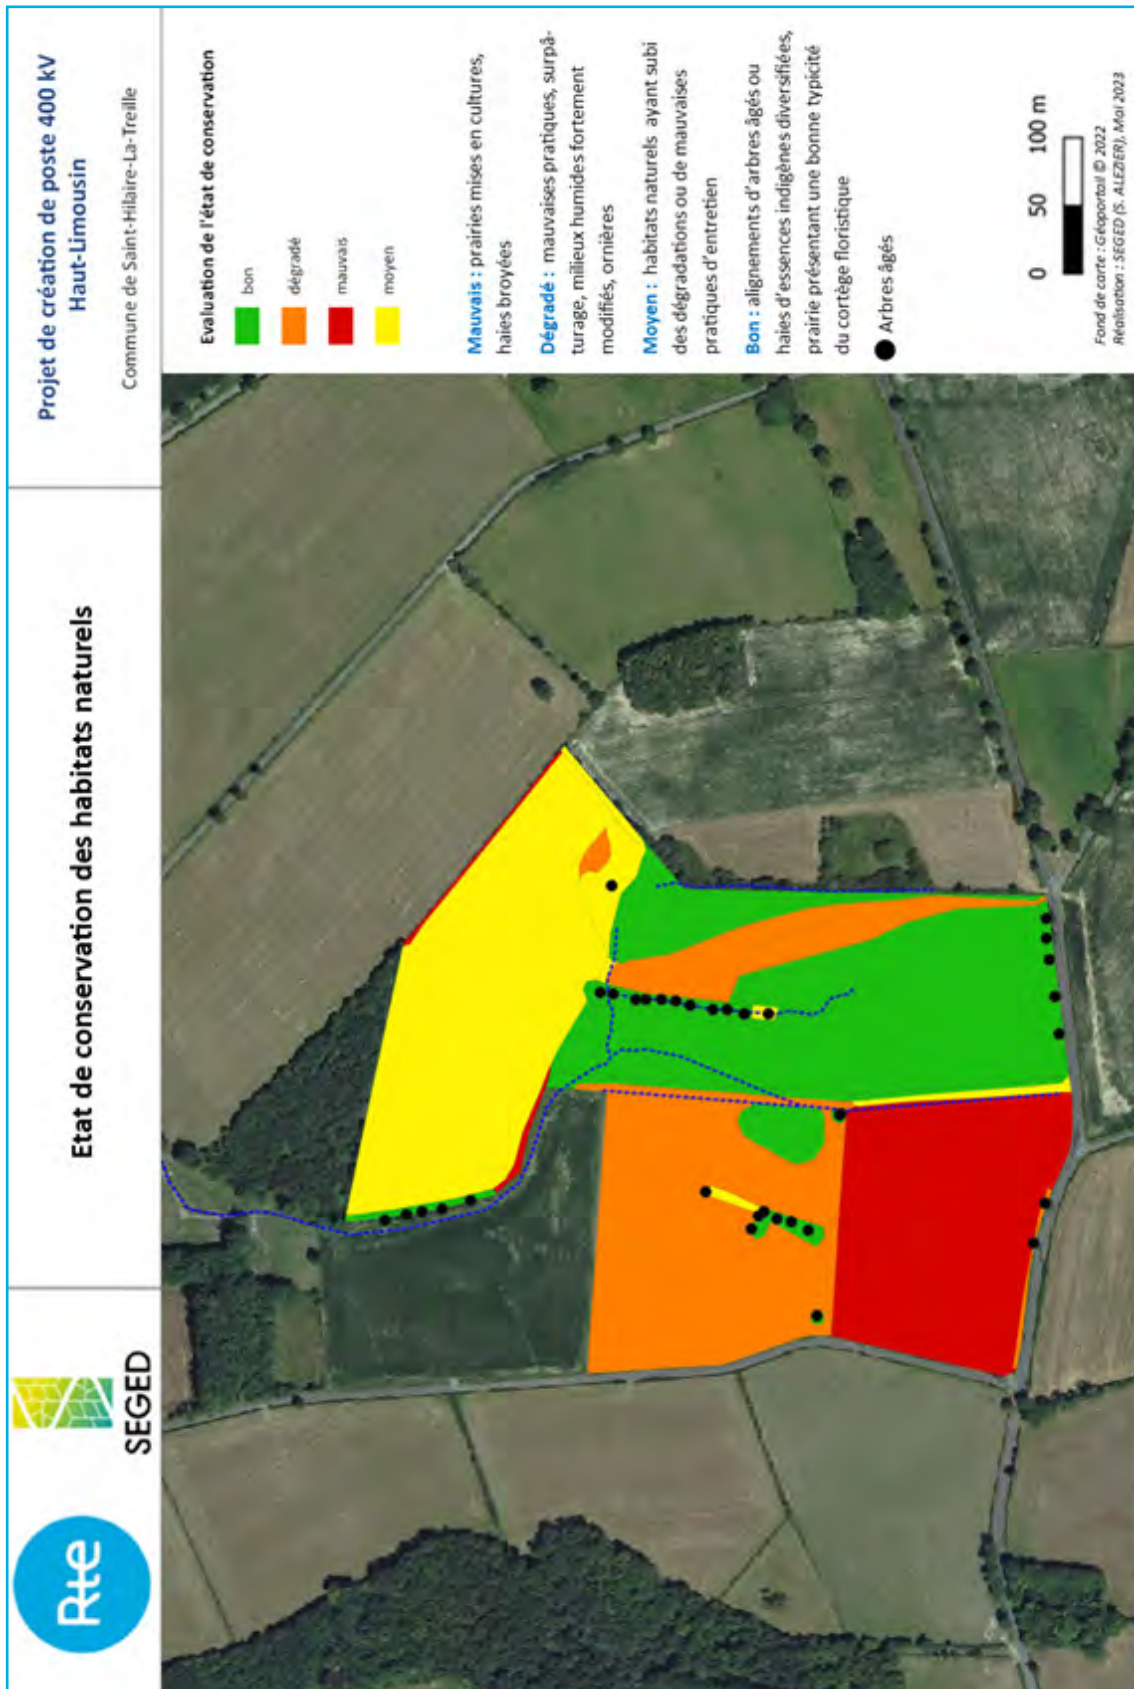 Rte
SEGED
Etat de conservation des habitats naturels
Projet de création de poste 400 kV
Haut-Limousin
Commune de Saint-Hilaire-La-Treille
Evaluation de l'état de conservation
bon
dégradé
mauvais
moyen
Mauvais : prairies mises en cultures,
haies broyées
Dégradé : mauvaises pratiques, surpâ-
turage, milieux humides fortement
modifiés, ornières
Moyen : habitats naturels ayant subi
des dégradations ou de mauvaises
pratiques d'entretien
Bon : alignements d'arbres âgés ou
haies d'essences indigènes diversifiées,
prairie présentant une bonne typicité
du cortège floristique
Arbres âgés
0 50 100 m
Fond de carte : Géoportail © 2022
Réalisation : SEGED (S. ALEZIER), Mai 2023